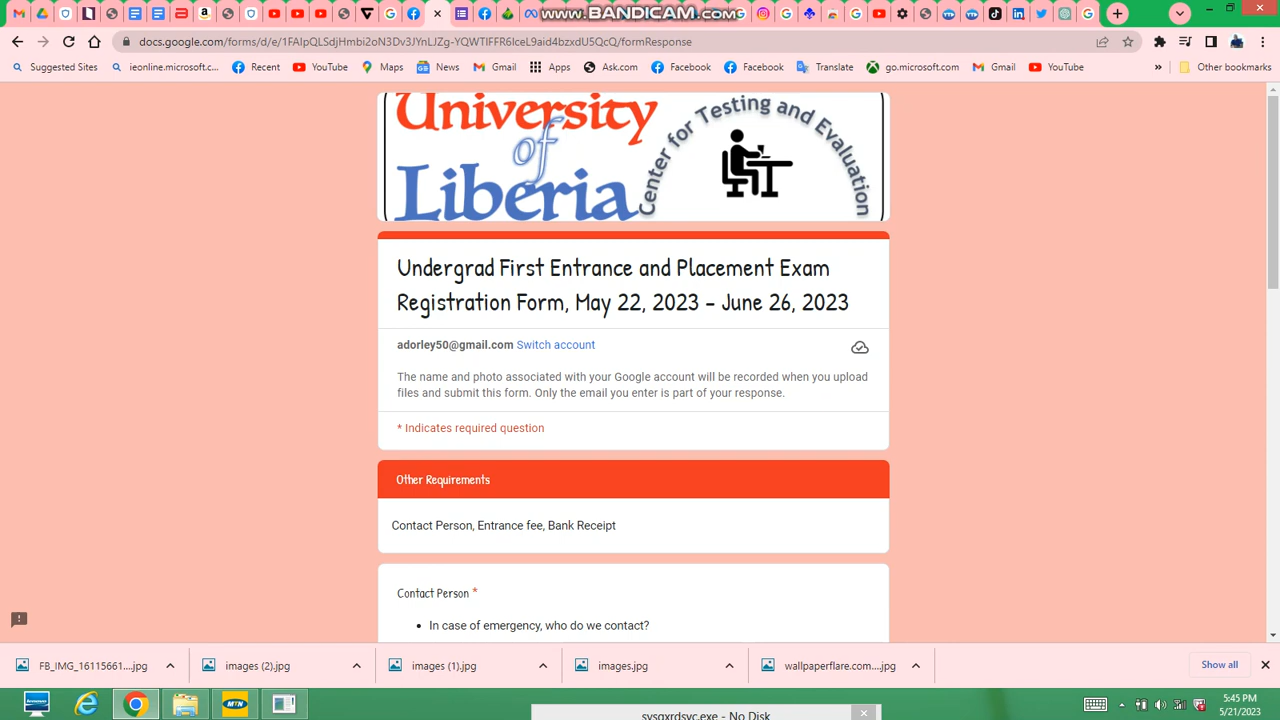 www.BANDICAM.com
docs.google.com/forms/d/e/1FAIpQLSdjHmbi2oN3Dv3JYnLJZg-YQWTlFFR6IceL9aid4bzxdU5QcQ/formResponse
Suggested Sites
ieonline.microsoft.c...
Recent
YouTube
Maps
News
Gmail
Apps
Ask.com
Facebook
Facebook
Translate
go.microsoft.com
Gmail
YouTube
»
Other bookmarks
University
of
Liberia
Center for Testing and Evaluation
Undergrad First Entrance and Placement Exam
Registration Form, May 22, 2023 - June 26, 2023
adorley50@gmail.com Switch account
The name and photo associated with your Google account will be recorded when you upload
files and submit this form. Only the email you enter is part of your response.
* Indicates required question
Other Requirements
Contact Person, Entrance fee, Bank Receipt
Contact Person *
• In case of emergency, who do we contact?
FB_IMG_16115661....jpg
images (2).jpg
images (1).jpg
images.jpg
wallpaperflare.com....jpg
Show all
MTN
5:45 PM
5/21/2023
sysqxrdsvc.exe - No Disk